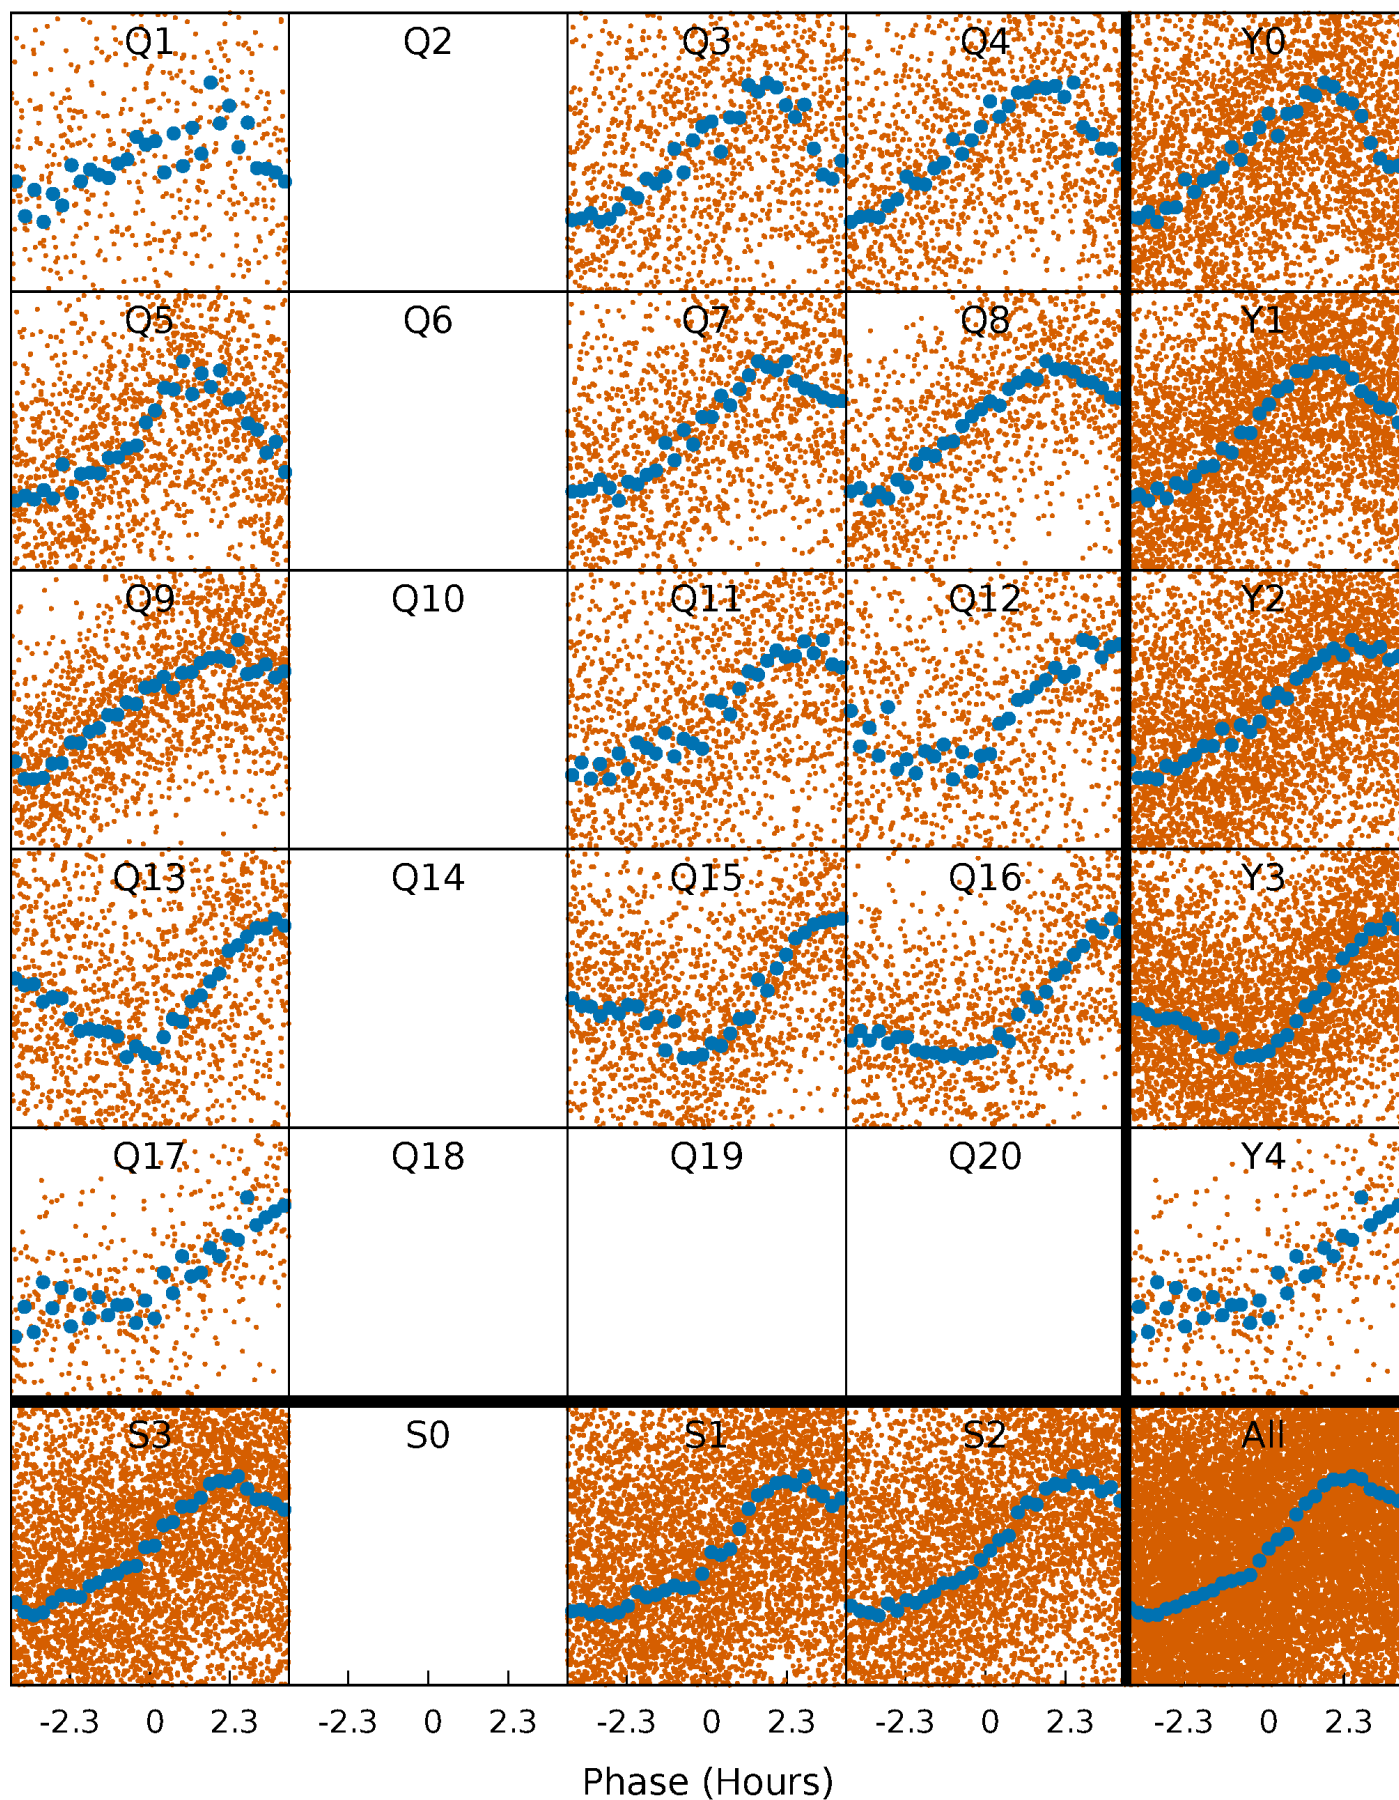 Q1 Q2 Q3 Q4 Y0
Q5 Q6 Q7 Q8 Y1
Q9 Q10 Q11 Q12 Y2
Q13 Q14 Q15 Q16 Y3
Q17 Q18 Q19 Q20 Y4
S3 S0 S1 S2 All
-2.3 0 2.3 -2.3 0 2.3 -2.3 0 2.3 -2.3 0 2.3 -2.3 0 2.3
Phase (Hours)